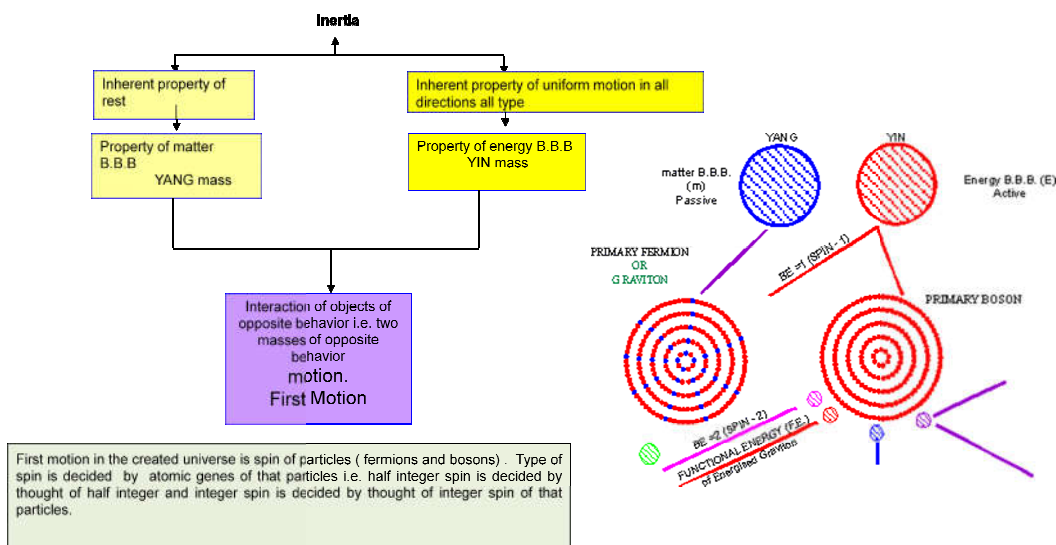 Inertia
Inherent property of
rest
Inherent property of uniform motion in all
directions all type
Property of matter
B.B.B
YANG mass
Property of energy B.B.B
YIN mass
Interaction of objects of
opposite behavior i.e. two
masses of opposite
behavior
motion.
First Motion
First motion in the created universe is spin of particles ( fermions and bosons) . Type of
spin is decided by atomic genes of that particles i.e. half integer spin is decided by
thought of half integer and integer spin is decided by thought of integer spin of that
particles.
YANG
YIN
matter B.B.B.
(m)
Passive
Energy B.B.B. (E)
Active
PRIMARY FERMION
OR
GRAVITON
BE =1 (SPIN - 1)
PRIMARY BOSON
BE =2 (SPIN - 2)
FUNCTIONAL ENERGY (F.E.)
of Energised Gravition